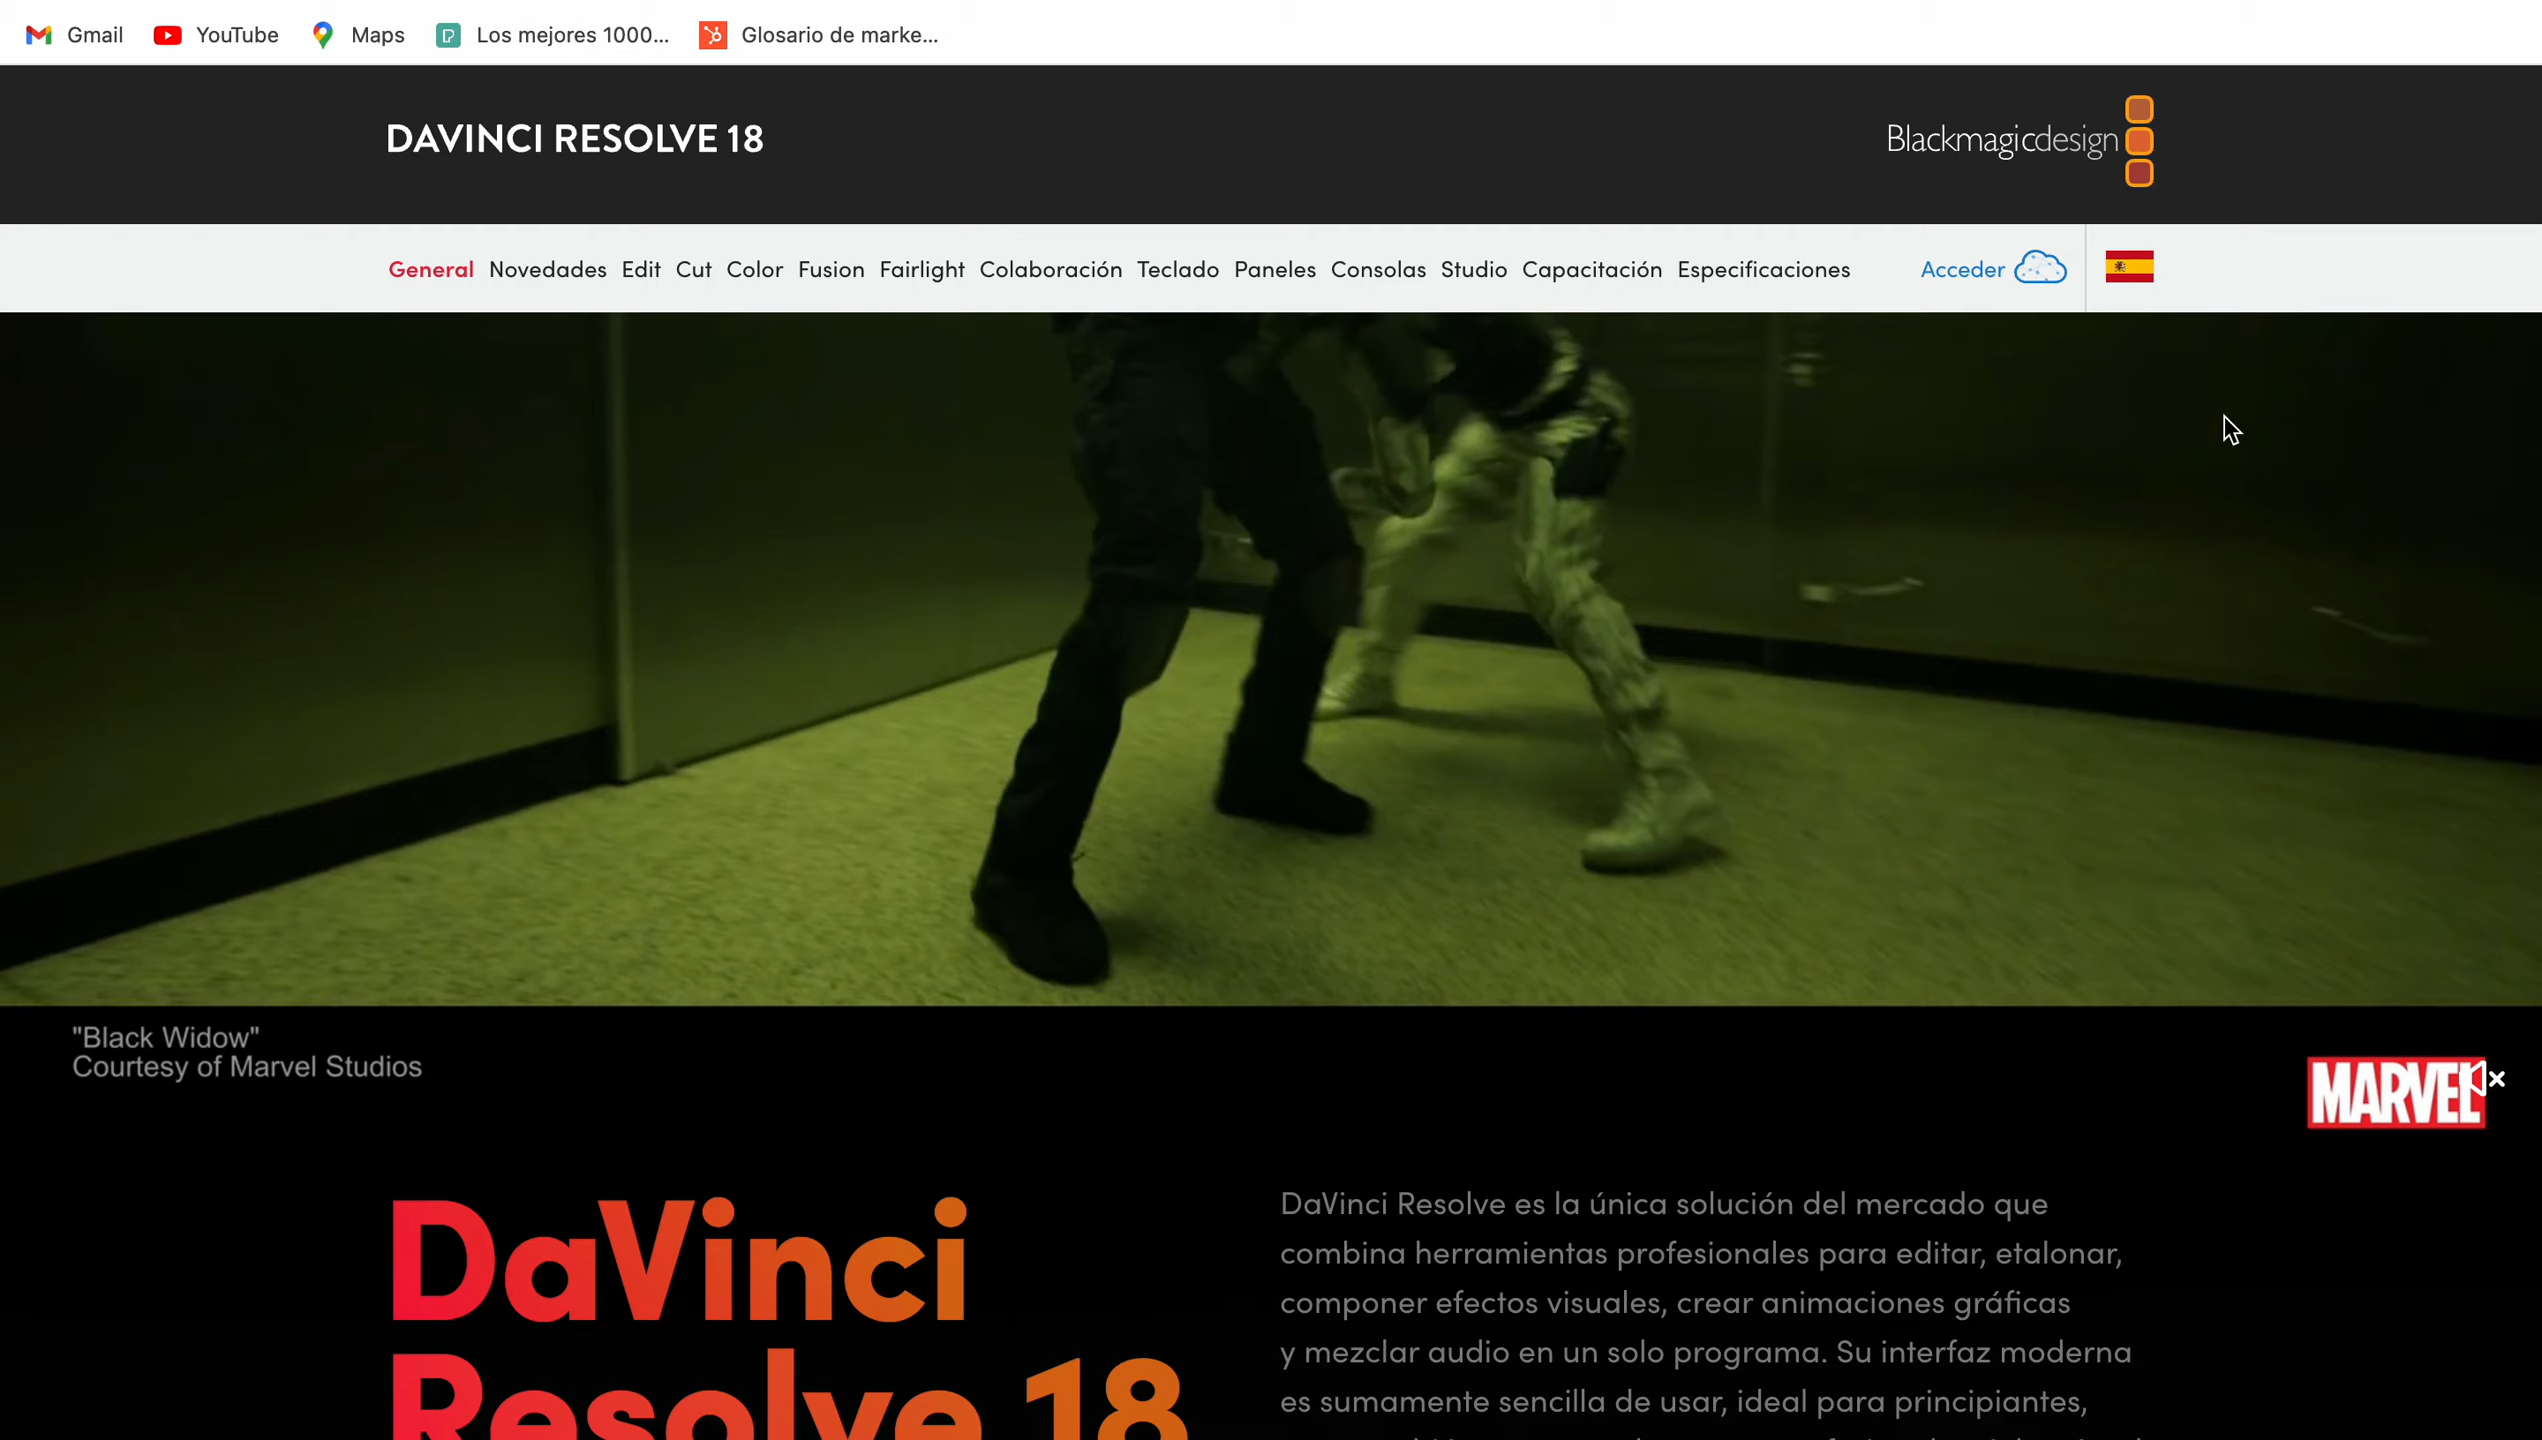 Gmail YouTube Maps Los mejores 1000... Glosario de marke...
DAVINCI RESOLVE 18
Blackmagicdesign
General Novedades Edit Cut Color Fusion Fairlight Colaboración Teclado Paneles Consolas Studio Capacitación Especificaciones Acceder
"Black Widow"
Courtesy of Marvel Studios
MARVEL
DaVinci
Resolve 18
DaVinci Resolve es la única solución del mercado que
combina herramientas profesionales para editar, etalonar,
componer efectos visuales, crear animaciones gráficas
y mezclar audio en un solo programa. Su interfaz moderna
es sumamente sencilla de usar, ideal para principiantes,